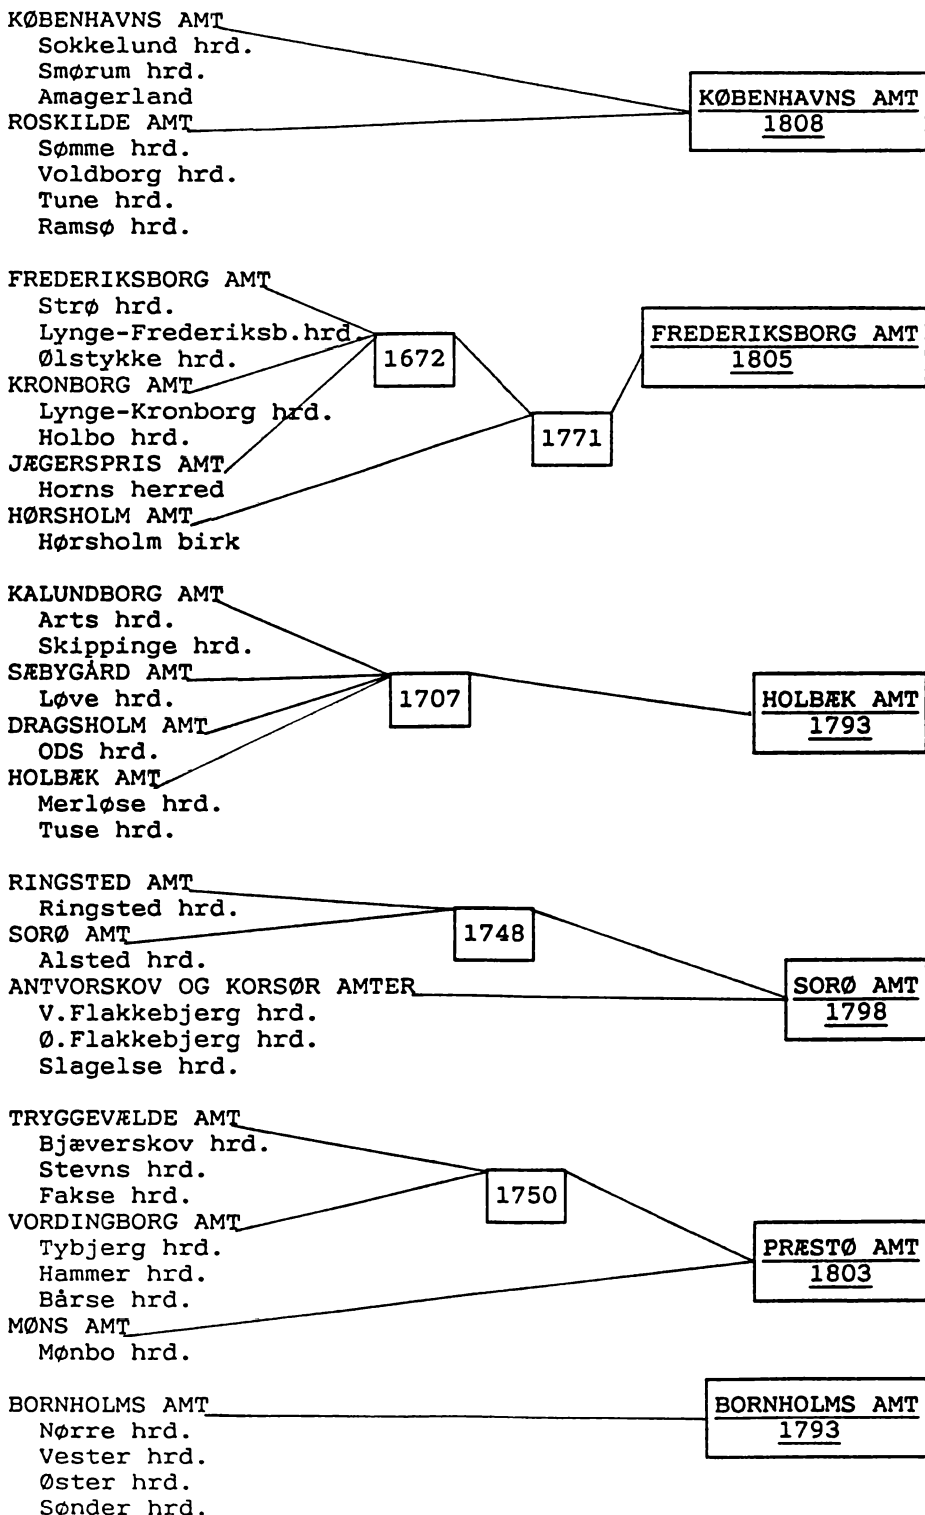 KØBENHAVNS AMT
Sokkelund hrd.
Smørum hrd.
Amagerland
ROSKILDE AMT
Sømme hrd.
Voldborg hrd.
Tune hrd.
Ramsø hrd.
KØBENHAVNS AMT
1808
FREDERIKSBORG AMT
Strø hrd.
Lynge-Frederiksb.hrd.
Ølstykke hrd.
KRONBORG AMT
Lynge-Kronborg hrd.
Holbo hrd.
JÆGERSPRIS AMT
Horns herred
HØRSHOLM AMT
Hørsholm birk
1672
1771
FREDERIKSBORG AMT
1805
KALUNDBORG AMT
Arts hrd.
Skippinge hrd.
SÆBYGÅRD AMT
Løve hrd.
DRAGSHOLM AMT
ODS hrd.
HOLBÆK AMT
Merløse hrd.
Tuse hrd.
1707
HOLBÆK AMT
1793
RINGSTED AMT
Ringsted hrd.
SORØ AMT
Alsted hrd.
ANTVORSKOV OG KORSØR AMTER
V.Flakkebjerg hrd.
Ø.Flakkebjerg hrd.
Slagelse hrd.
1748
SORØ AMT
1798
TRYGGEVÆLDE AMT
Bjæverskov hrd.
Stevns hrd.
Fakse hrd.
VORDINGBORG AMT
Tybjerg hrd.
Hammer hrd.
Bårse hrd.
MØNS AMT
Mønbo hrd.
1750
PRÆSTØ AMT
1803
BORNHOLMS AMT
Nørre hrd.
Vester hrd.
Øster hrd.
Sønder hrd.
BORNHOLMS AMT
1793